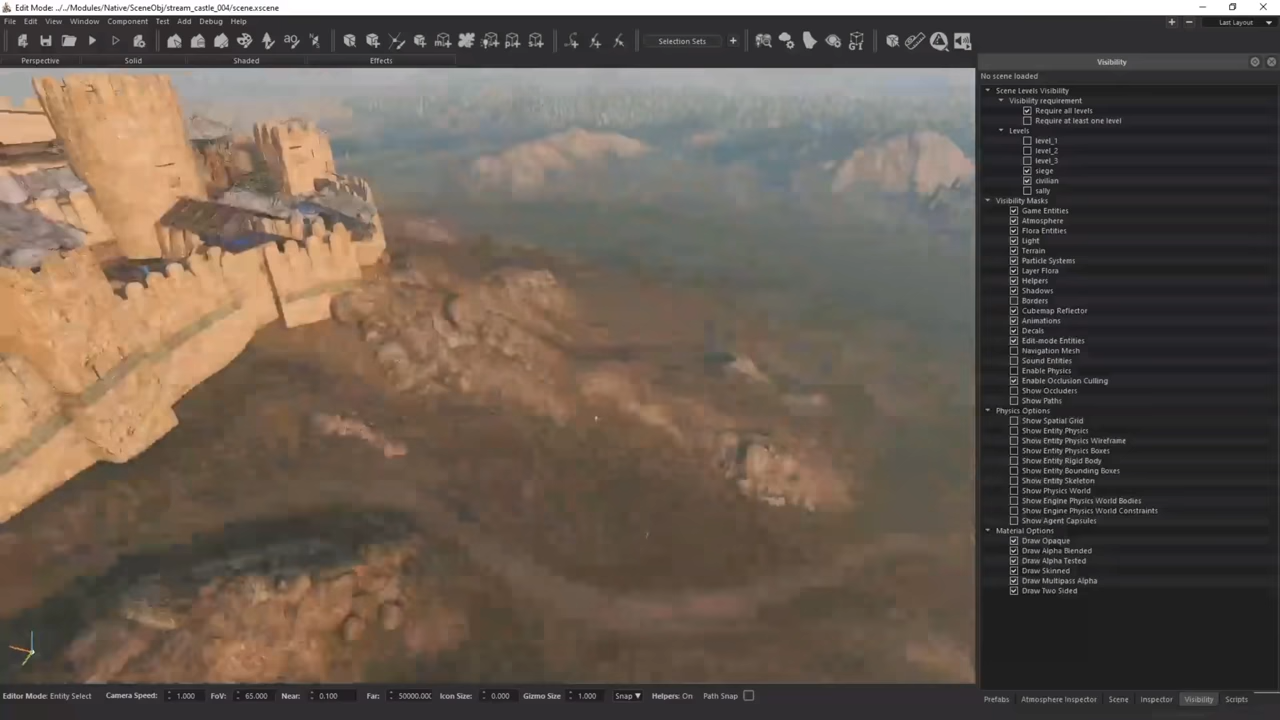 Edit Mode: ../../Modules/Native/SceneObj/stream_castle_004/scene.xscene
File Edit View Window Component Test Add Debug Help
Last Layout
Selection Sets
Perspective Solid Shaded Effects
Visibility
No scene loaded
Scene Levels Visibility
Visibility requirement
Require all levels
Require at least one level
Levels
level_1
level_2
level_3
siege
civilian
sally
Visibility Masks
Game Entities
Atmosphere
Flora Entities
Light
Terrain
Particle Systems
Layer Flora
Helpers
Shadows
Borders
Cubemap Reflector
Animations
Decals
Edit-mode Entities
Navigation Mesh
Sound Entities
Enable Physics
Enable Occlusion Culling
Show Occluders
Show Paths
Physics Options
Show Spatial Grid
Show Entity Physics
Show Entity Physics Wireframe
Show Entity Physics Boxes
Show Entity Rigid Body
Show Entity Bounding Boxes
Show Entity Skeleton
Show Physics World
Show Engine Physics World Bodies
Show Engine Physics World Constraints
Show Agent Capsules
Material Options
Draw Opaque
Draw Alpha Blended
Draw Alpha Tested
Draw Skinned
Draw Multipass Alpha
Draw Two Sided
Editor Mode: Entity Select Camera Speed: 1.000 FoV: 65.000 Near: 0.100 Far: 50000.00 Icon Size: 0.000 Gizmo Size 1.000 Snap Helpers: On Path Snap
Prefabs Atmosphere Inspector Scene Inspector Visibility Scripts